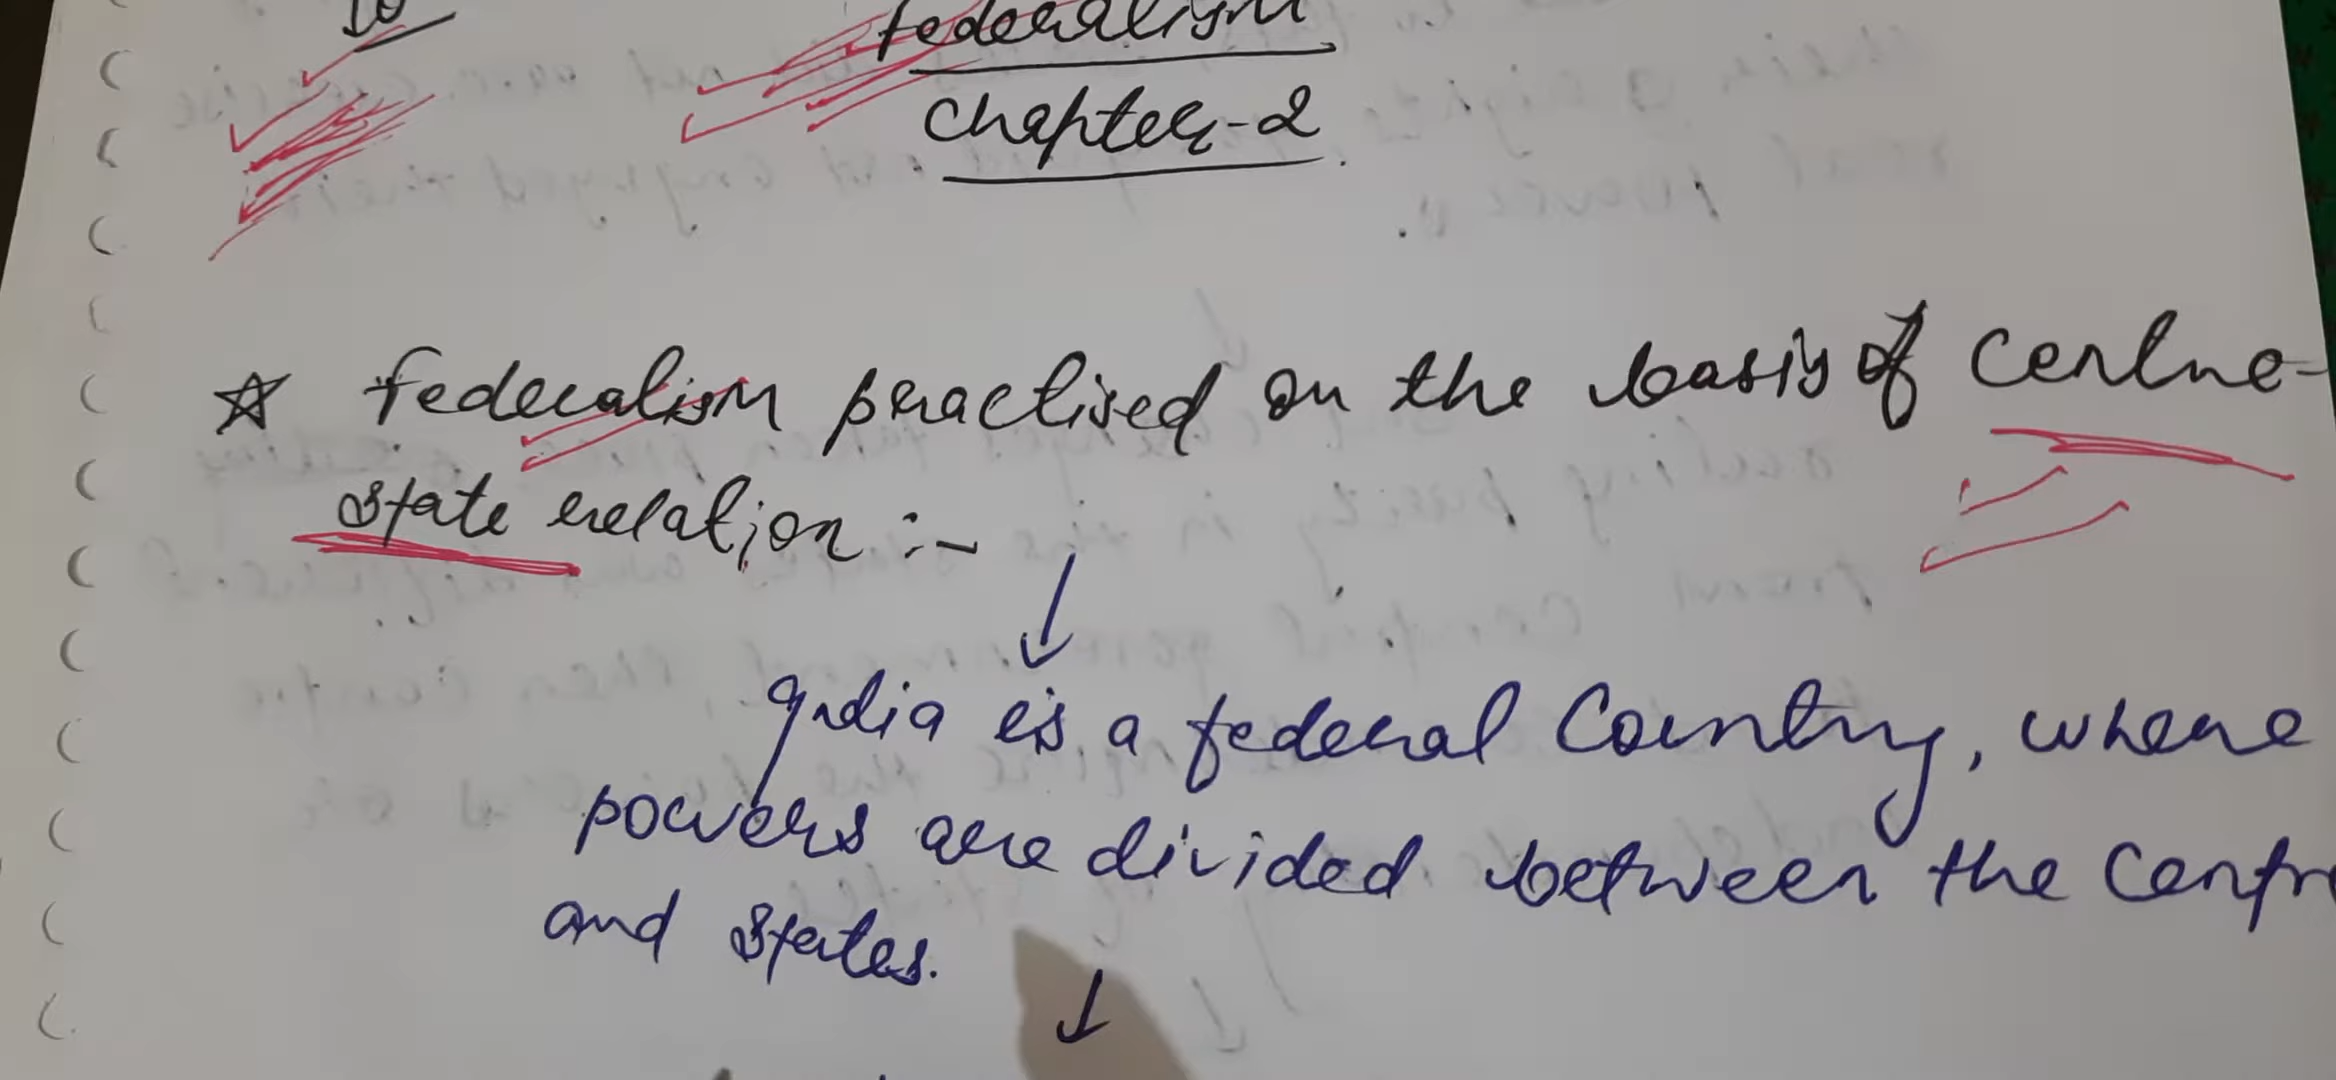 10
Federalism
Chapter-2
☆ Federalism practised on the basis of Centre-
State relation :-
↓
India is a federal Country, where
powers are divided between the Centr
and States.
↓